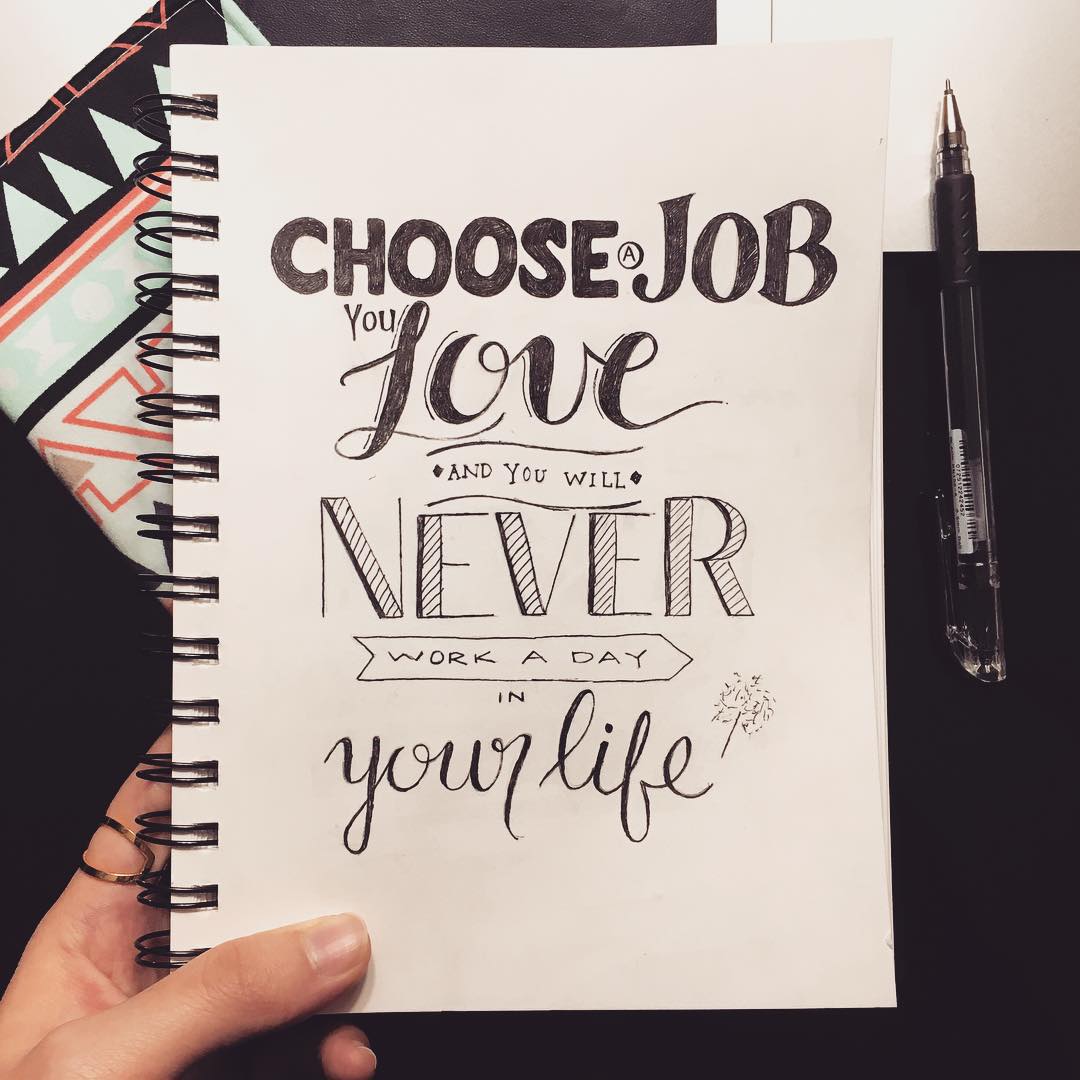 CHOOSE A JOB
You Love
AND YOU WILL
NEVER
WORK A DAY
IN
your life